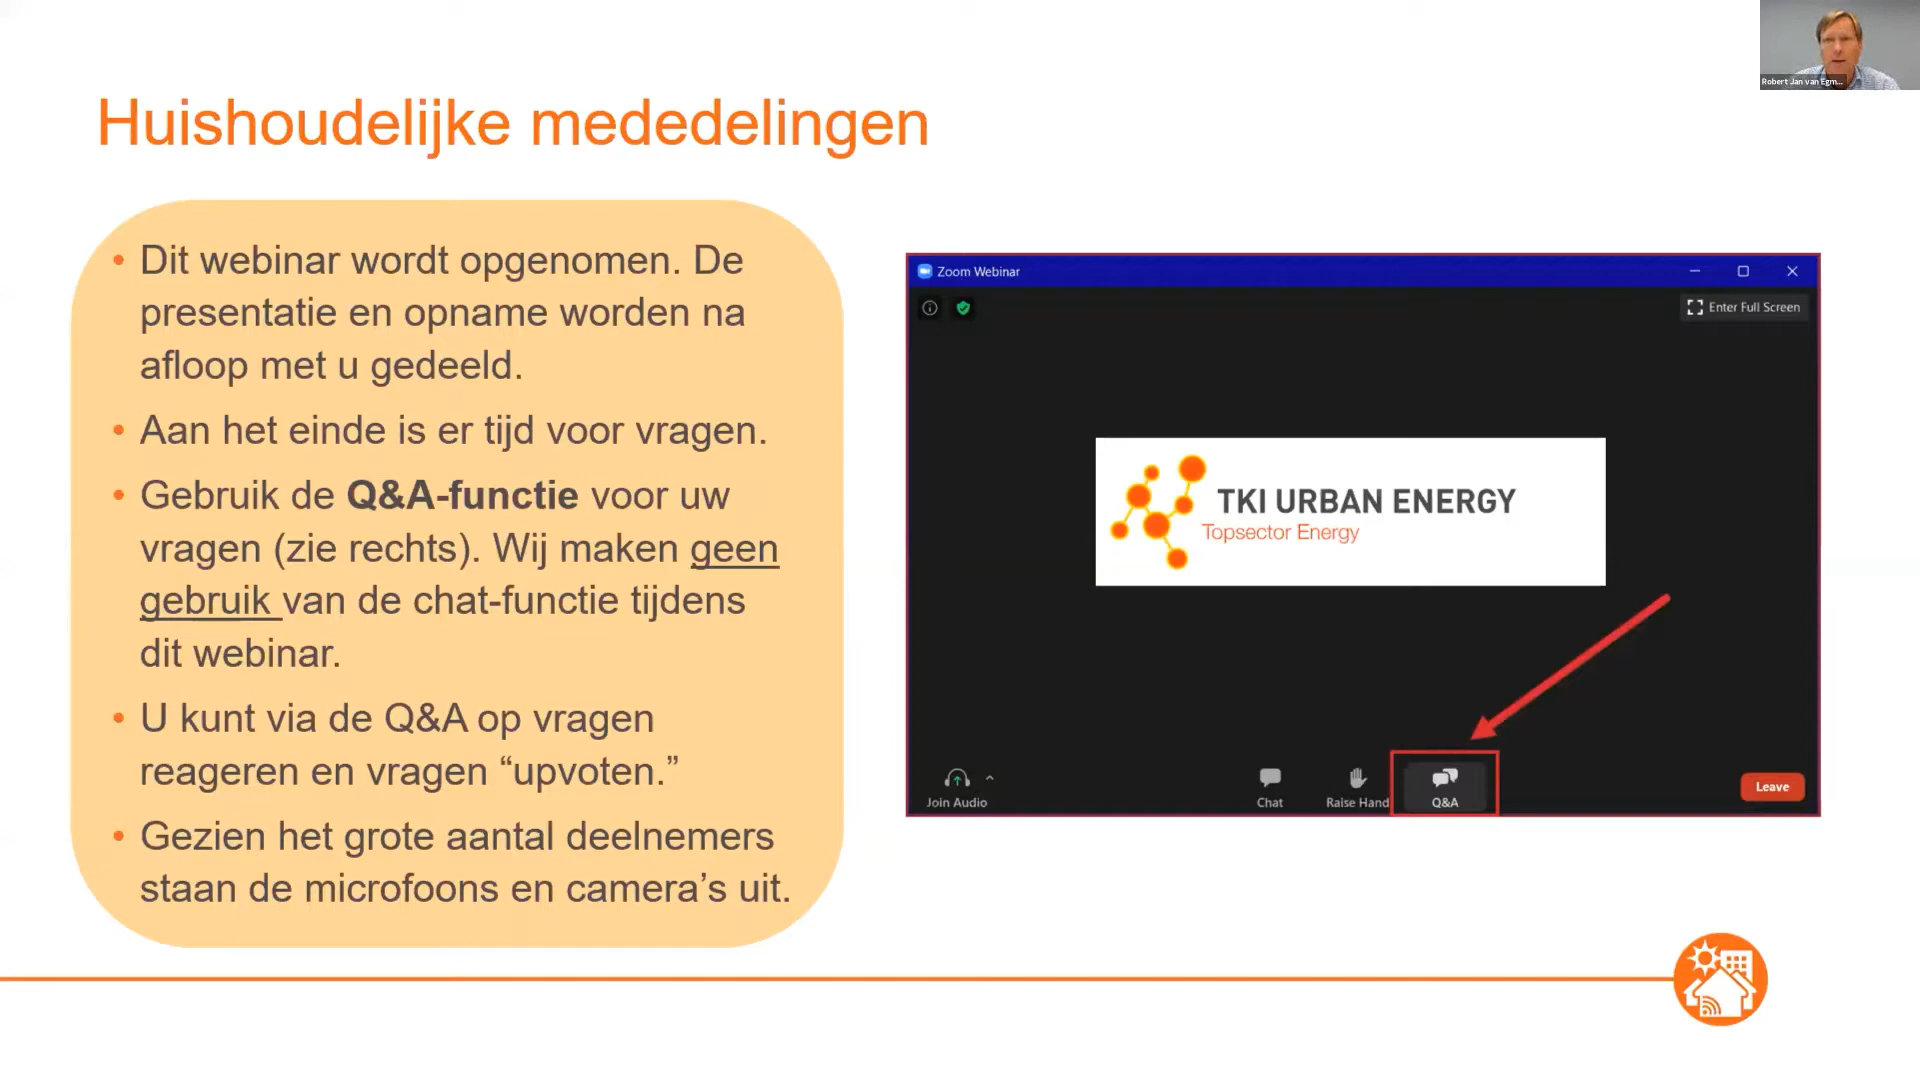 Robert Jan van Egm...
Huishoudelijke mededelingen
• Dit webinar wordt opgenomen. De
presentatie en opname worden na
afloop met u gedeeld.
• Aan het einde is er tijd voor vragen.
• Gebruik de Q&A-functie voor uw
vragen (zie rechts). Wij maken geen
gebruik van de chat-functie tijdens
dit webinar.
• U kunt via de Q&A op vragen
reageren en vragen “upvoten.”
• Gezien het grote aantal deelnemers
staan de microfoons en camera’s uit.
Zoom Webinar
Enter Full Screen
TKI URBAN ENERGY
Topsector Energy
Join Audio
Chat
Raise Hand
Q&A
Leave